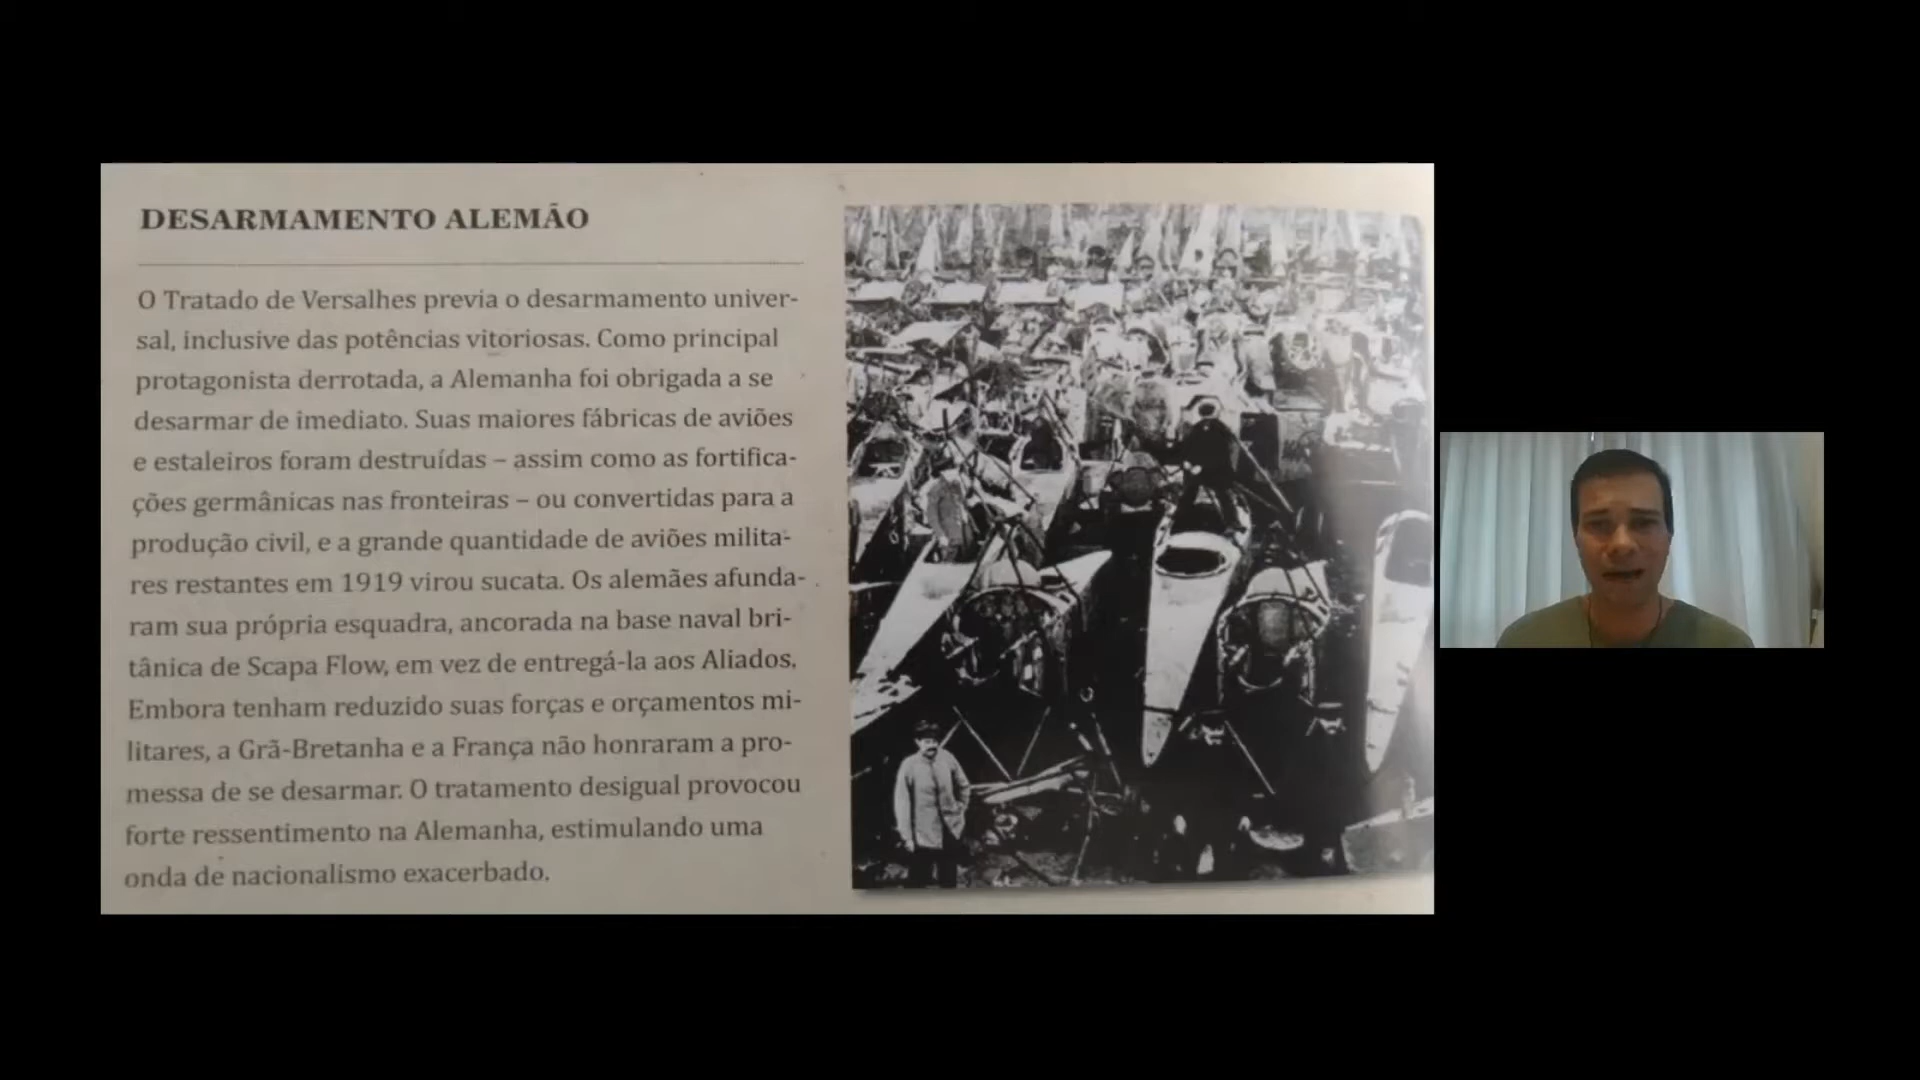 DESARMAMENTO ALEMÃO
O Tratado de Versalhes previa o desarmamento univer-
sal, inclusive das potências vitoriosas. Como principal
protagonista derrotada, a Alemanha foi obrigada a se
desarmar de imediato. Suas maiores fábricas de aviões
e estaleiros foram destruídas – assim como as fortifica-
ções germânicas nas fronteiras – ou convertidas para a
produção civil, e a grande quantidade de aviões milita-
res restantes em 1919 virou sucata. Os alemães afunda-
ram sua própria esquadra, ancorada na base naval bri-
tânica de Scapa Flow, em vez de entregá-la aos Aliados.
Embora tenham reduzido suas forças e orçamentos mi-
litares, a Grã-Bretanha e a França não honraram a pro-
messa de se desarmar. O tratamento desigual provocou
forte ressentimento na Alemanha, estimulando uma
onda de nacionalismo exacerbado.